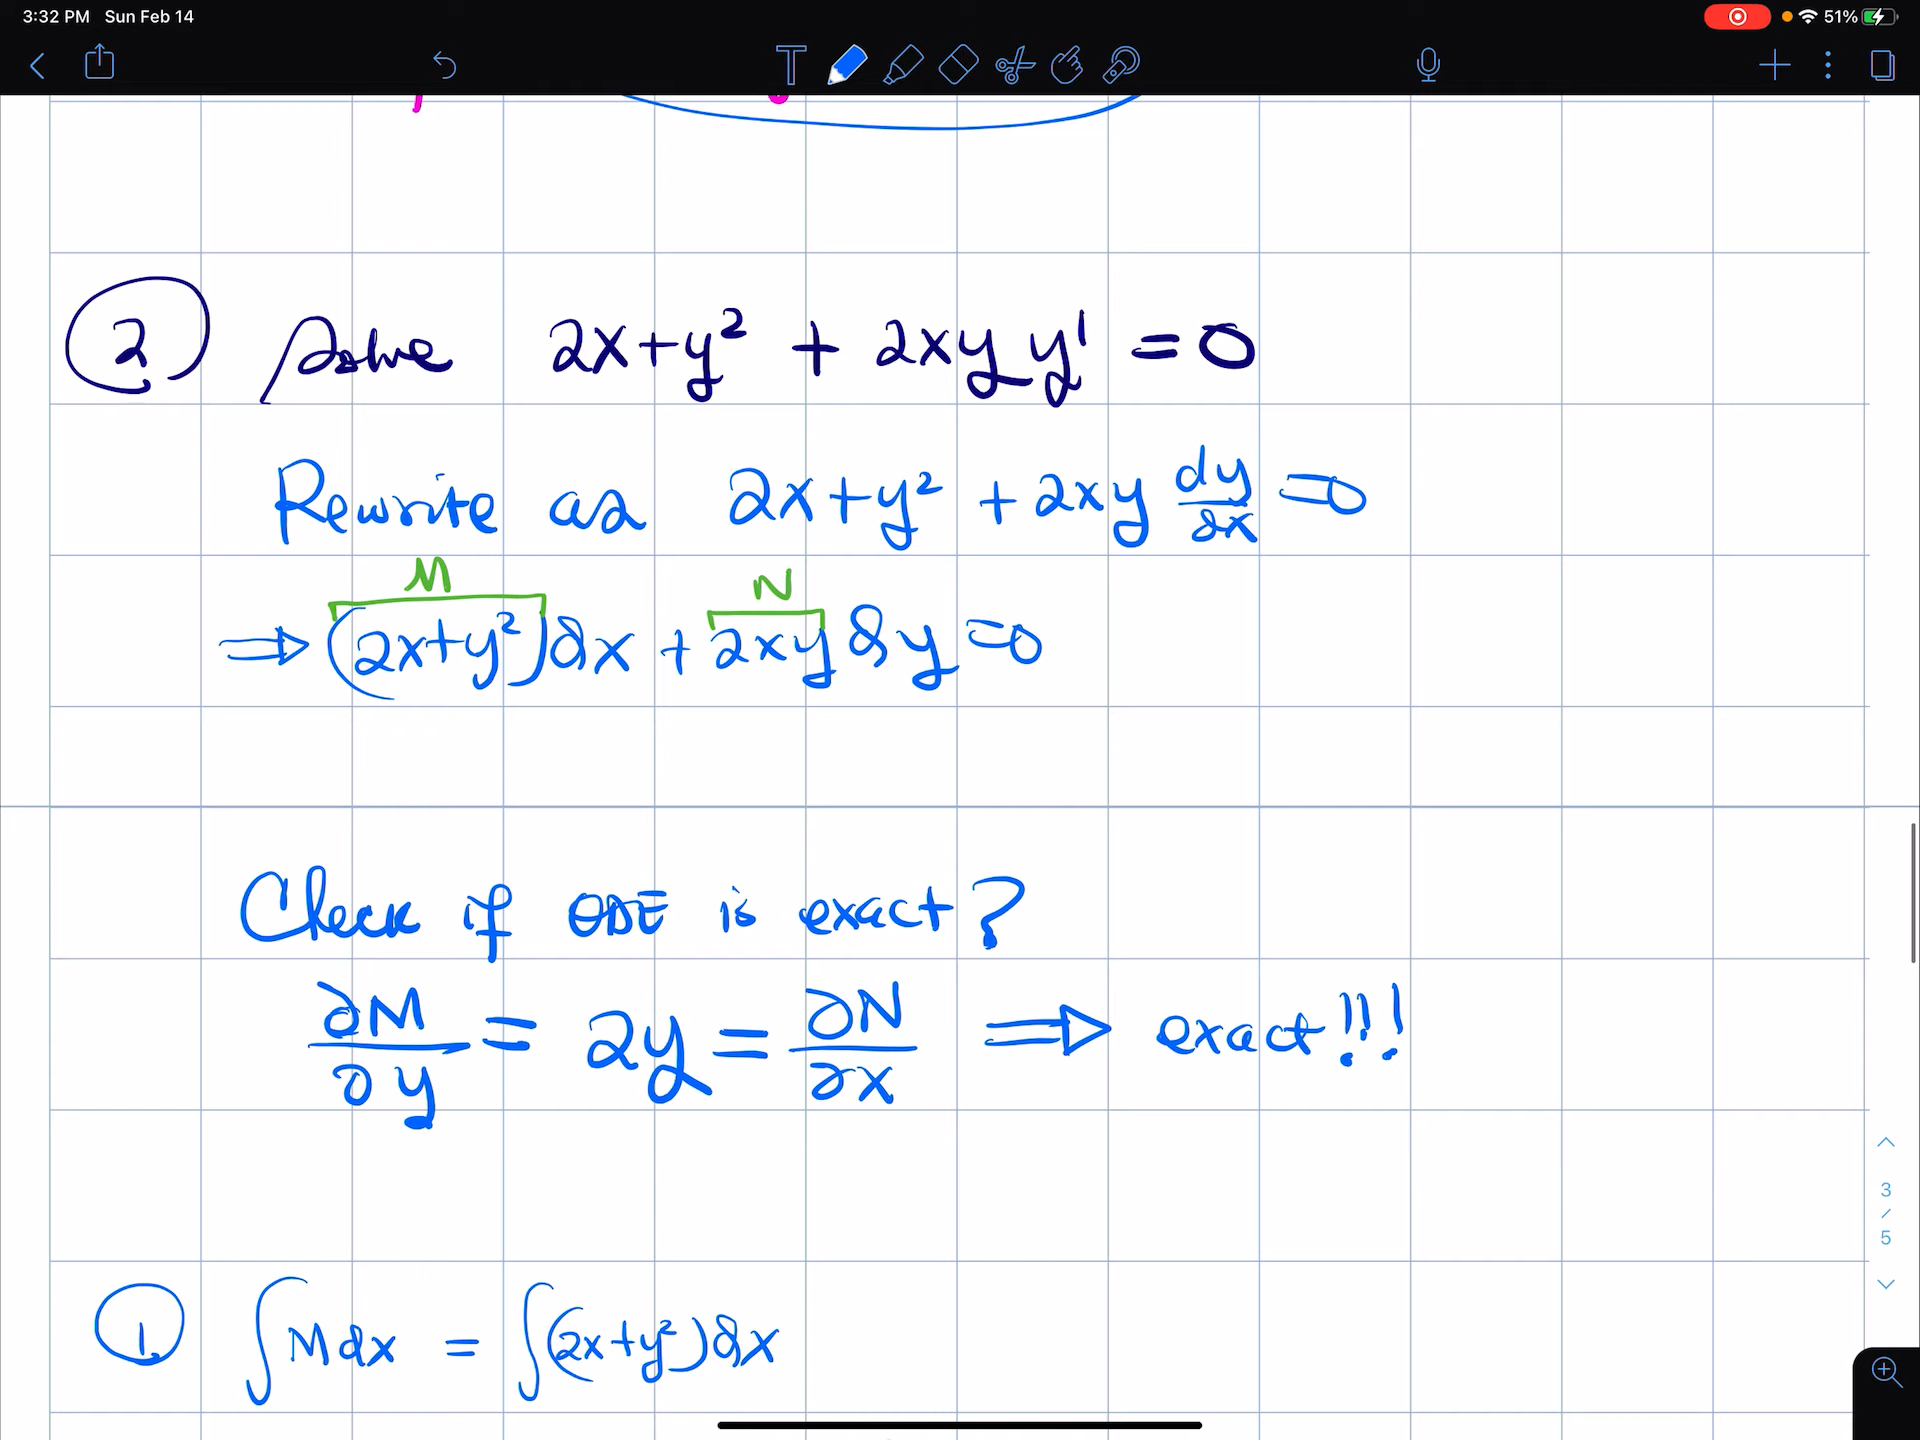 3:32 PM Sun Feb 14
51%
T
2 Solve 2x+y² + 2xy y' = 0
Rewrite as 2x+y² + 2xy dy/dx = 0
M N
⇒ (2x+y²)dx + 2xy dy = 0
Check if ODE is exact?
∂M/∂y = 2y = ∂N/∂x ⇒ exact!!!
3
/
5
1. ∫Mdx = ∫(2x+y²)dx